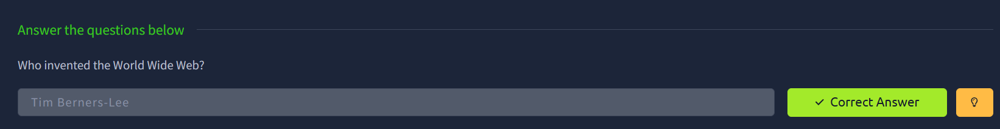 Answer the questions below
Who invented the World Wide Web?
Tim Berners-Lee
Correct Answer